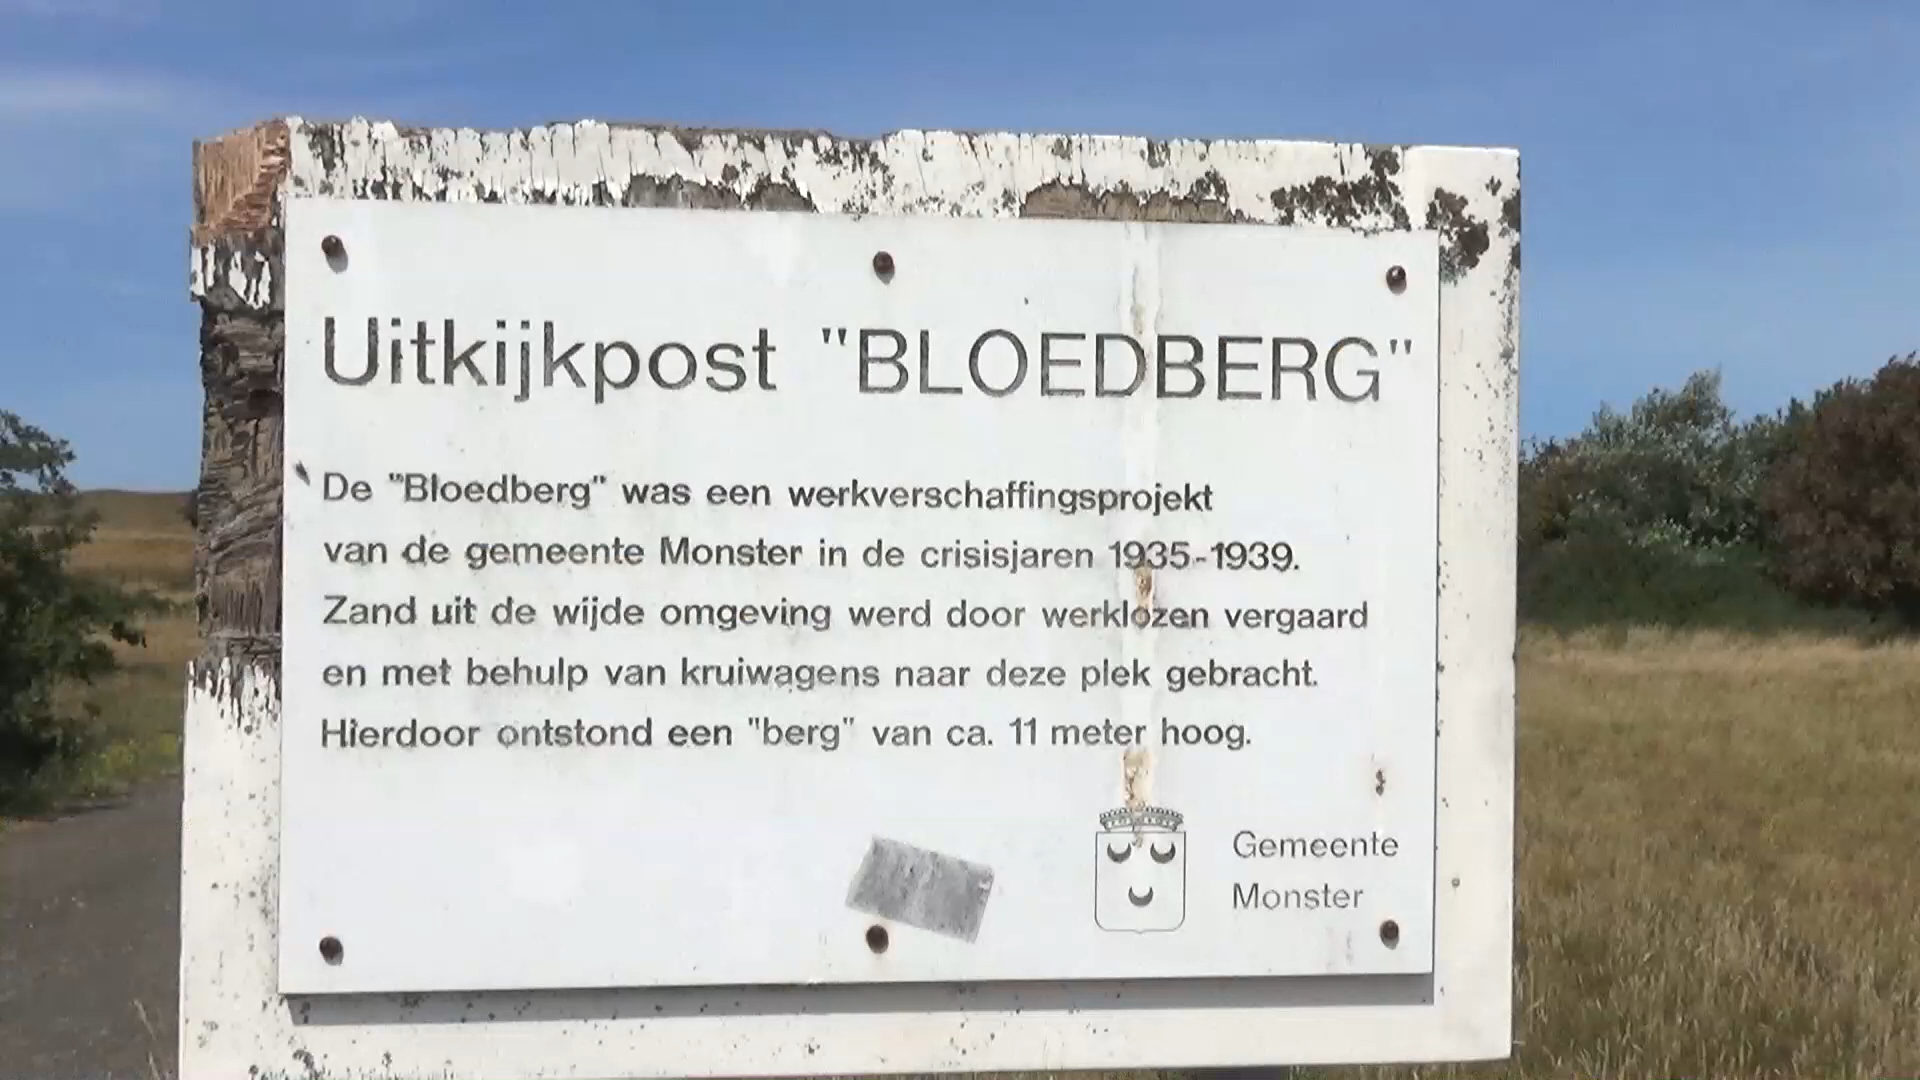 Uitkijkpost "BLOEDBERG"
De "Bloedberg" was een werkverschaffingsprojekt
van de gemeente Monster in de crisisjaren 1935-1939.
Zand uit de wijde omgeving werd door werklozen vergaard
en met behulp van kruiwagens naar deze plek gebracht.
Hierdoor ontstond een "berg" van ca. 11 meter hoog.
Gemeente
Monster